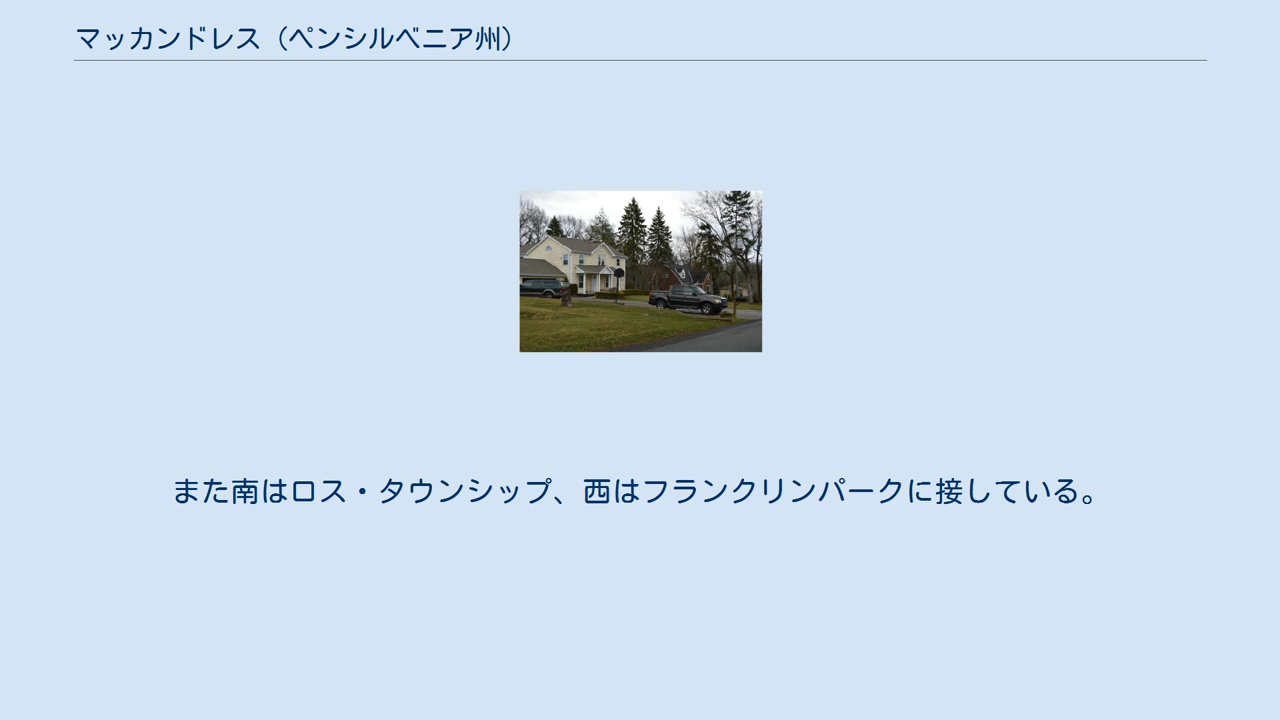 マッカンドレス（ペンシルベニア州）
また南はロス・タウンシップ、西はフランクリンパークに接している。